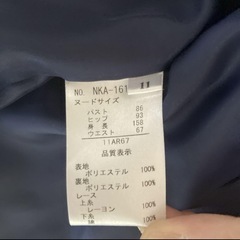 NO. NKA-161 11
ヌードサイズ
バスト 86
ヒップ 93
身長 158
ウエスト 67
11AR67
品質表示
表地
ポリエステル 100%
裏地
ポリエステル 100%
レース
上糸
レーヨン 100%
下糸
綿 100%